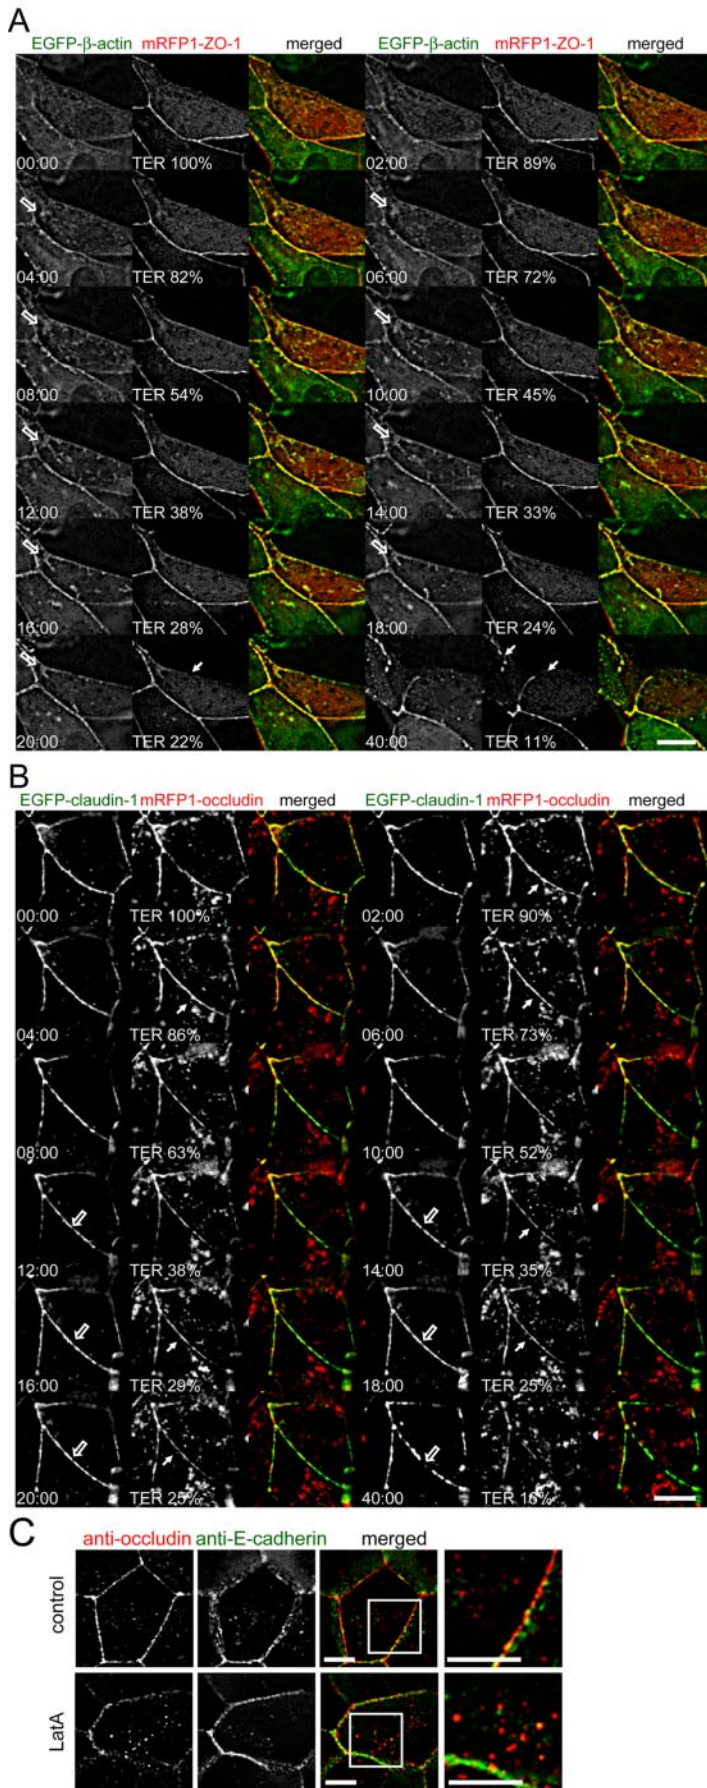 A
EGFP-β-actin mRFP1-ZO-1 merged EGFP-β-actin mRFP1-ZO-1 merged
00:00 TER 100% 02:00 TER 89%
04:00 TER 82% 06:00 TER 72%
08:00 TER 54% 10:00 TER 45%
12:00 TER 38% 14:00 TER 33%
16:00 TER 28% 18:00 TER 24%
20:00 TER 22% 40:00 TER 11%
B
EGFP-claudin-1 mRFP1-occludin merged EGFP-claudin-1 mRFP1-occludin merged
00:00 TER 100% 02:00 TER 90%
04:00 TER 86% 06:00 TER 73%
08:00 TER 63% 10:00 TER 52%
12:00 TER 38% 14:00 TER 35%
16:00 TER 29% 18:00 TER 25%
20:00 TER 25% 40:00 TER 16%
C
anti-occludin anti-E-cadherin merged
control
LatA